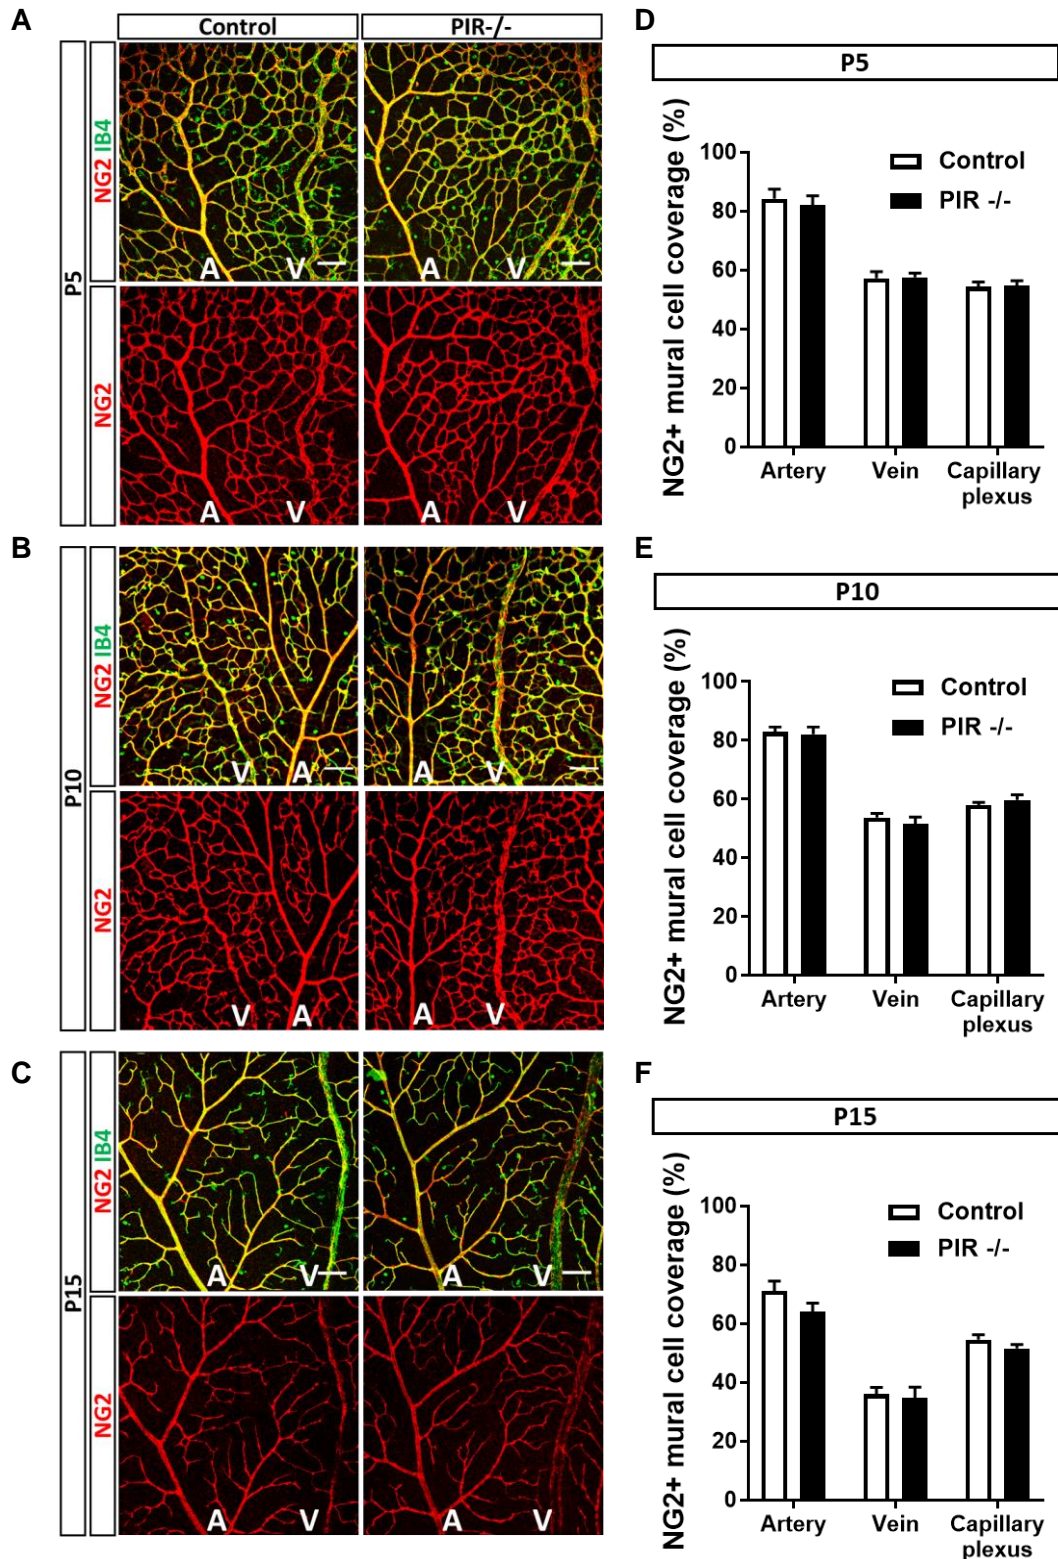 A
Control
PIR-/-
P5
NG2 IB4
A
V
A
V
NG2
A
V
A
V
B
P10
NG2 IB4
V
A
A
V
NG2
V
A
A
V
C
P15
NG2 IB4
A
V
A
V
NG2
A
V
A
V
D
P5
NG2+ mural cell coverage (%)
100
80
60
40
20
0
Control
PIR -/-
Artery
Vein
Capillary
plexus
E
P10
NG2+ mural cell coverage (%)
100
80
60
40
20
0
Control
PIR -/-
Artery
Vein
Capillary
plexus
F
P15
NG2+ mural cell coverage (%)
100
80
60
40
20
0
Control
PIR -/-
Artery
Vein
Capillary
plexus